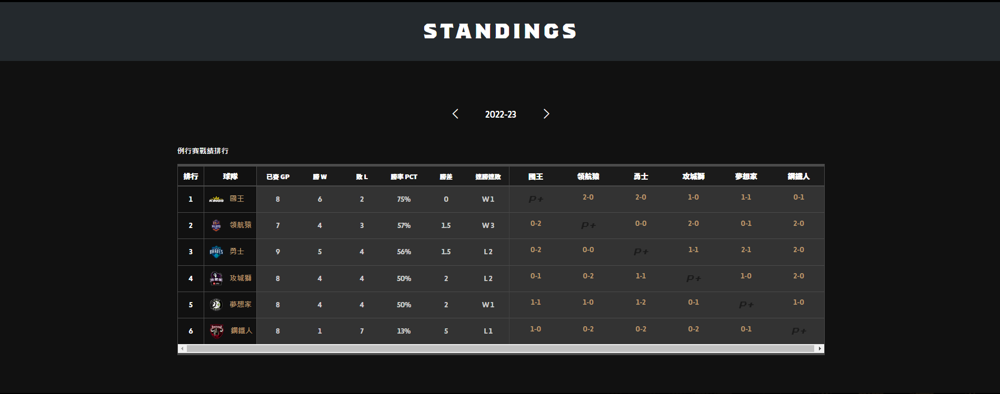 STANDINGS
2022-23
例行賽戰績排行
排行 球隊 已賽 GP 勝 W 敗 L 勝率 PCT 勝差 連勝連敗 國王 領航猿 勇士 攻城獅 夢想家 鋼鐵人
1 KINGS 國王 8 6 2 75% 0 W1 P+ 2-0 2-0 1-0 1-1 0-1
2 PILOTS 領航猿 7 4 3 57% 1.5 W3 0-2 P+ 0-0 2-0 0-1 2-0
3 BRAVES 勇士 9 5 4 56% 1.5 L2 0-2 0-0 P+ 1-1 2-1 2-0
4 攻城獅 攻城獅 8 4 4 50% 2 L2 0-1 0-2 1-1 P+ 1-0 2-0
5 夢想家 8 4 4 50% 2 W1 1-1 1-0 1-2 0-1 P+ 1-0
6 鋼鐵人 8 1 7 13% 5 L1 1-0 0-2 0-2 0-2 0-1 P+